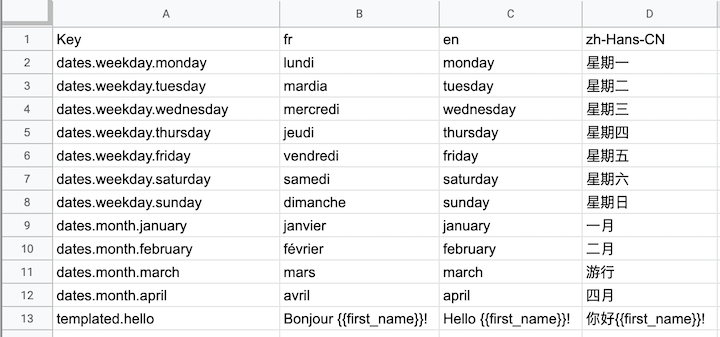 A B C D
1 Key fr en zh-Hans-CN
2 dates.weekday.monday lundi monday 星期一
3 dates.weekday.tuesday mardia tuesday 星期二
4 dates.weekday.wednesday mercredi wednesday 星期三
5 dates.weekday.thursday jeudi thursday 星期四
6 dates.weekday.friday vendredi friday 星期五
7 dates.weekday.saturday samedi saturday 星期六
8 dates.weekday.sunday dimanche sunday 星期日
9 dates.month.january janvier january 一月
10 dates.month.february février february 二月
11 dates.month.march mars march 游行
12 dates.month.april avril april 四月
13 templated.hello Bonjour {{first_name}}! Hello {{first_name}}! 你好{{first_name}}!